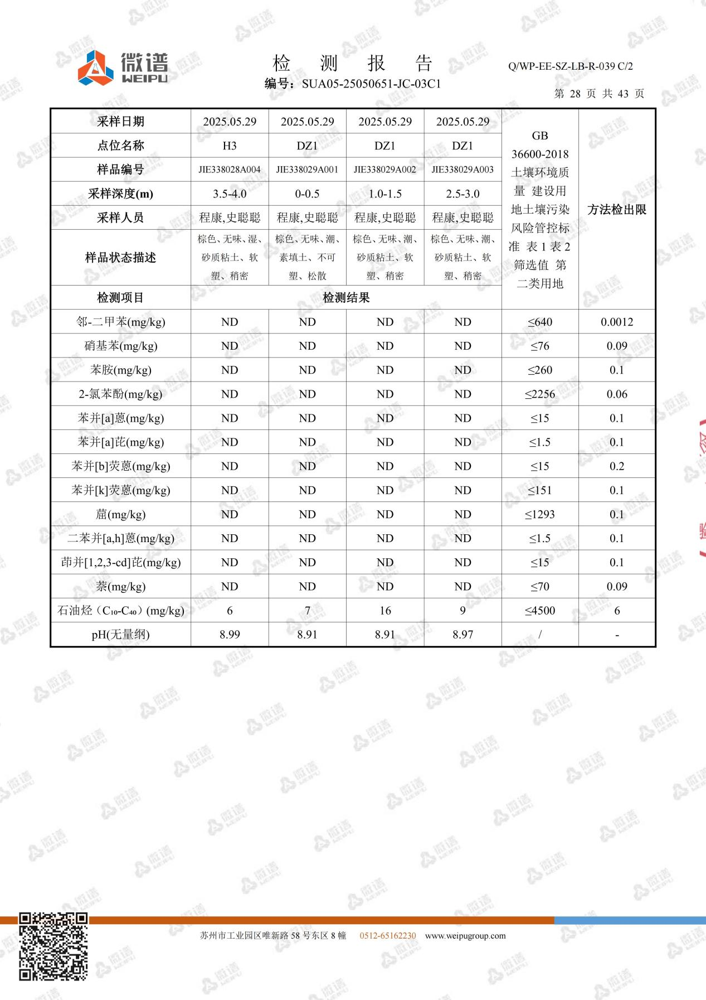 微谱
WEIPU
检 测 报 告
编号：SUA05-25050651-JC-03C1
Q/WP-EE-SZ-LB-R-039 C/2
第 28 页 共 43 页
采样日期 2025.05.29 2025.05.29 2025.05.29 2025.05.29 GB 36600-2018 土壤环境质量 建设用地土壤污染风险管控标准 表1表2 筛选值 第二类用地 方法检出限
点位名称 H3 DZ1 DZ1 DZ1
样品编号 JIE338028A004 JIE338029A001 JIE338029A002 JIE338029A003
采样深度(m) 3.5-4.0 0-0.5 1.0-1.5 2.5-3.0
采样人员 程康,史聪聪 程康,史聪聪 程康,史聪聪 程康,史聪聪
样品状态描述 棕色、无味、湿、砂质粘土、软塑、稍密 棕色、无味、潮、素填土、不可塑、松散 棕色、无味、潮、砂质粘土、软塑、稍密 棕色、无味、潮、砂质粘土、软塑、稍密
检测项目 检测结果
邻-二甲苯(mg/kg) ND ND ND ND ≤640 0.0012
硝基苯(mg/kg) ND ND ND ND ≤76 0.09
苯胺(mg/kg) ND ND ND ND ≤260 0.1
2-氯苯酚(mg/kg) ND ND ND ND ≤2256 0.06
苯并[a]蒽(mg/kg) ND ND ND ND ≤15 0.1
苯并[a]芘(mg/kg) ND ND ND ND ≤1.5 0.1
苯并[b]荧蒽(mg/kg) ND ND ND ND ≤15 0.2
苯并[k]荧蒽(mg/kg) ND ND ND ND ≤151 0.1
䓛(mg/kg) ND ND ND ND ≤1293 0.1
二苯并[a,h]蒽(mg/kg) ND ND ND ND ≤1.5 0.1
茚并[1,2,3-cd]芘(mg/kg) ND ND ND ND ≤15 0.1
萘(mg/kg) ND ND ND ND ≤70 0.09
石油烃（C₁₀-C₄₀）(mg/kg) 6 7 16 9 ≤4500 6
pH(无量纲) 8.99 8.91 8.91 8.97 / -
苏州市工业园区唯新路 58 号东区 8 幢 0512-65162230 www.weipugroup.com